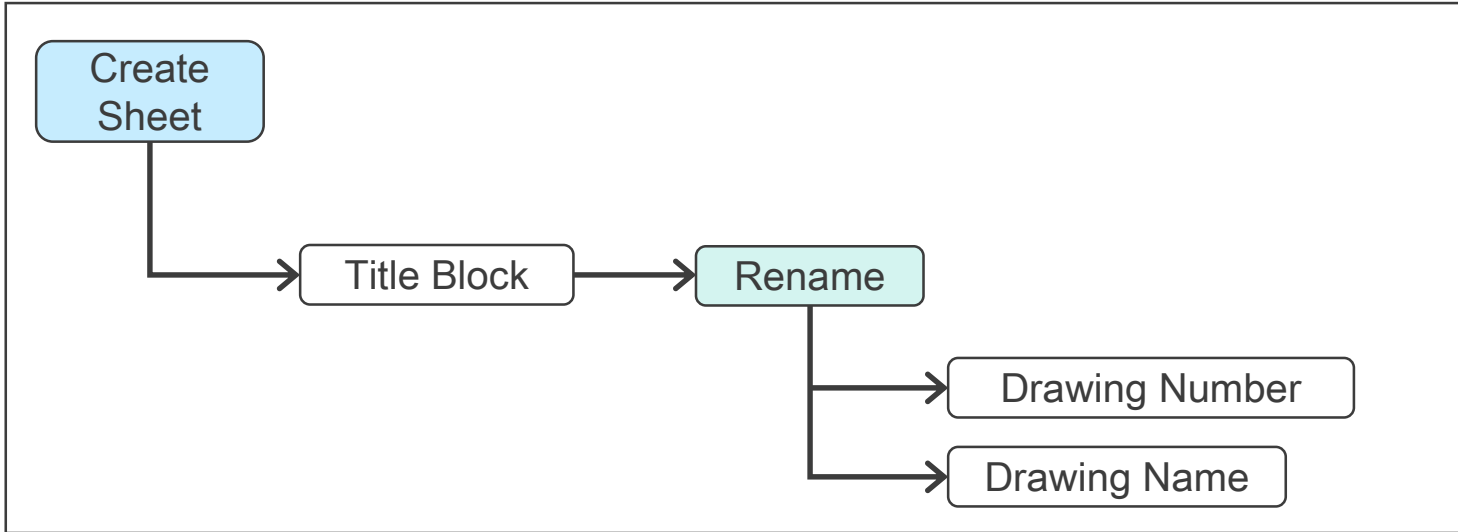 Create
Sheet
Title Block
Rename
Drawing Number
Drawing Name